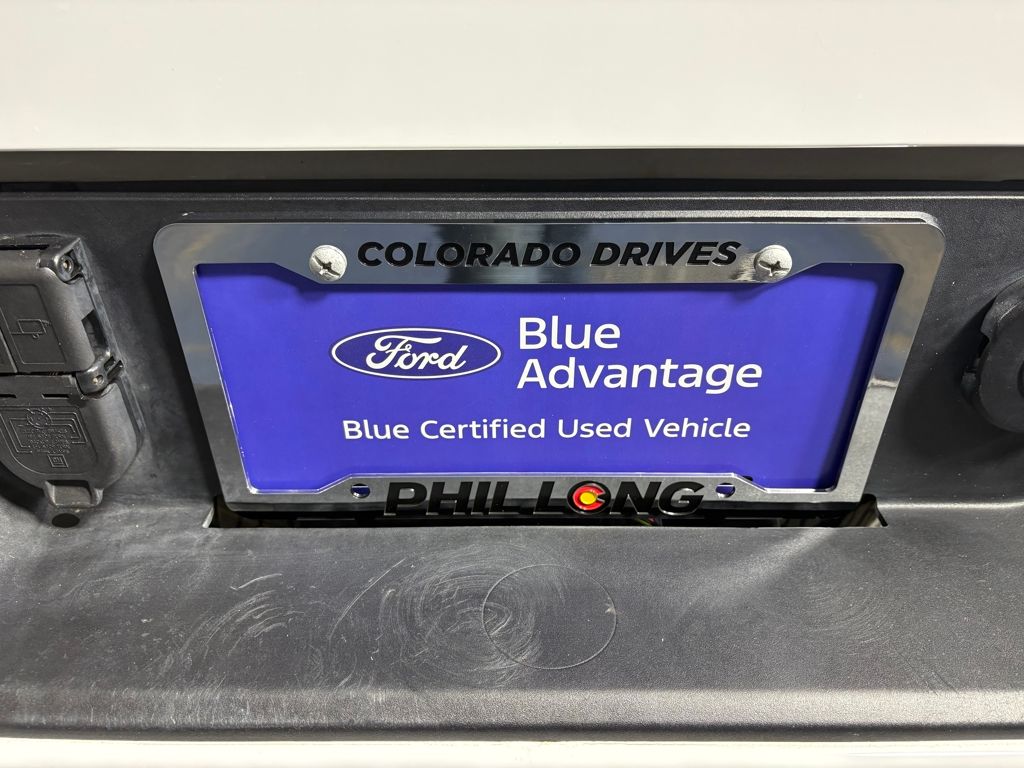 COLORADO DRIVES
Ford
Blue
Advantage
Blue Certified Used Vehicle
PHIL LONG